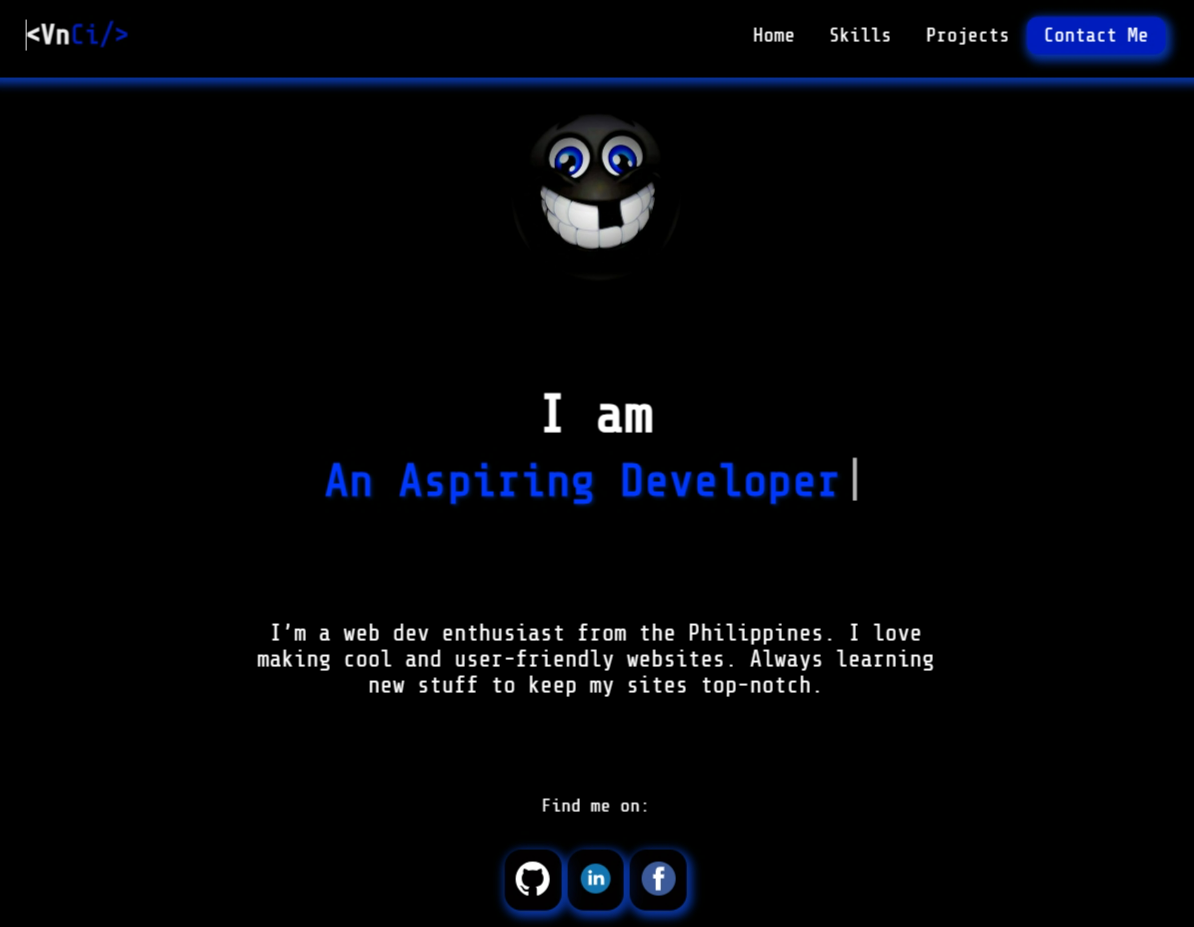 <VnCi/>
Home Skills Projects Contact Me
I am
An Aspiring Developer
I'm a web dev enthusiast from the Philippines. I love
making cool and user-friendly websites. Always learning
new stuff to keep my sites top-notch.
Find me on:
in
f